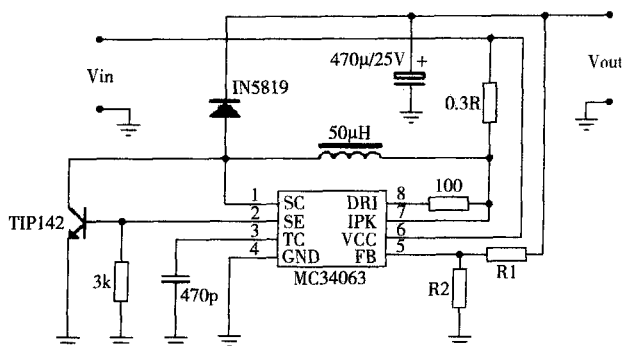 470μ/25V +
Vin
IN5819
Vout
0.3R
50μH
1 SC DRI 8 100
2 SE IPK 7
3 TC VCC 6
4 GND FB 5
TIP142
MC34063
R1
3k
470p
R2